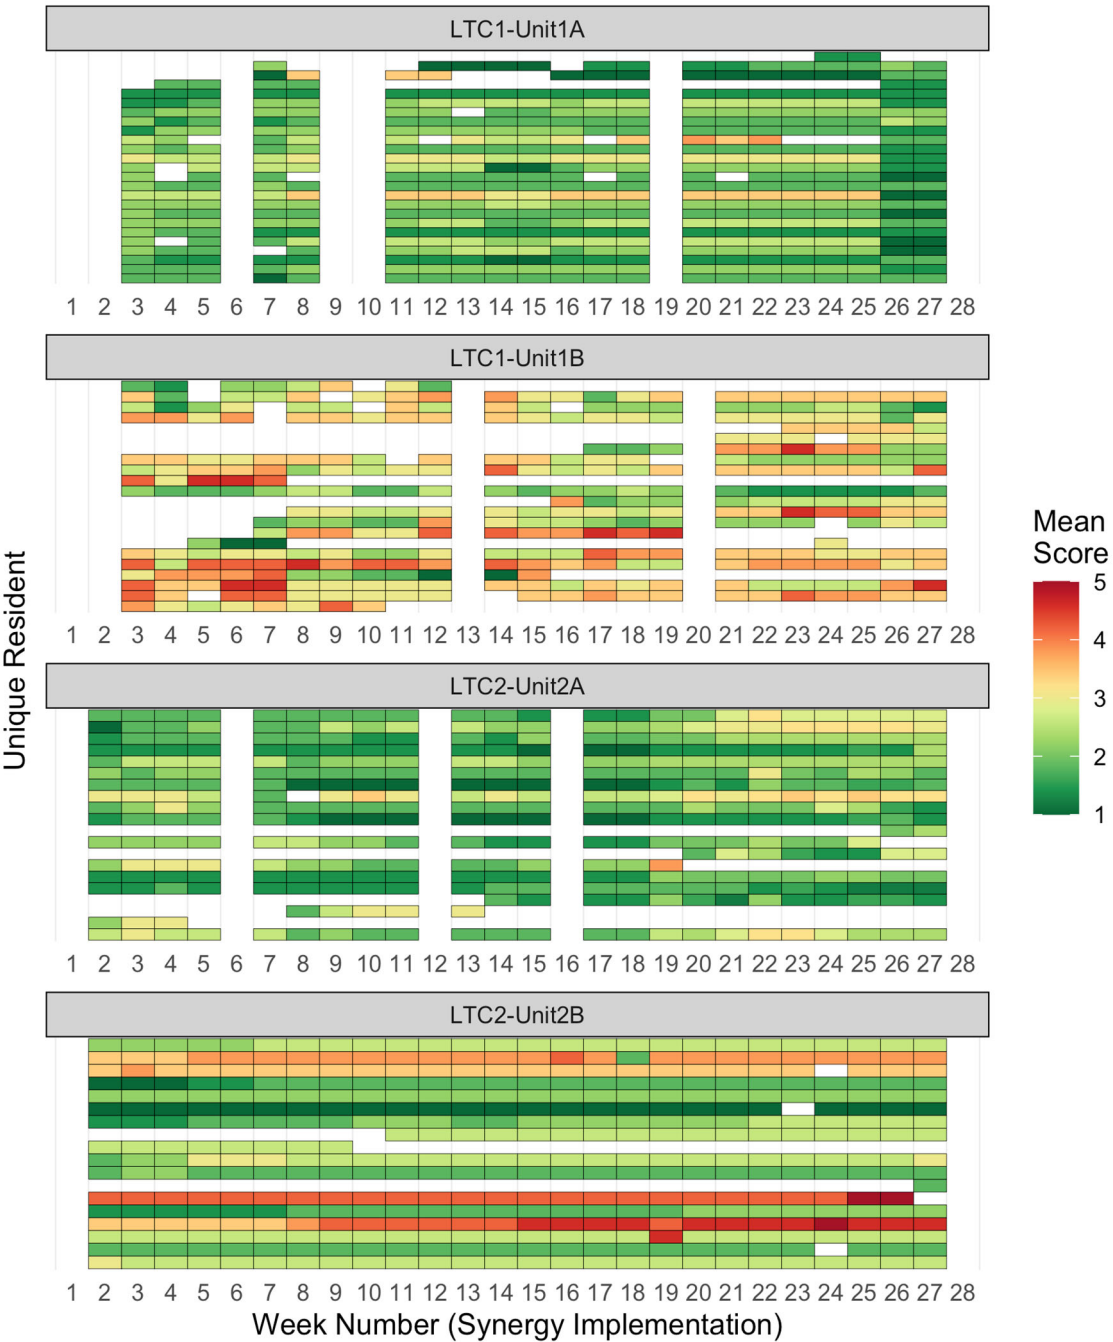 LTC1-Unit1A
1 2 3 4 5 6 7 8 9 10 11 12 13 14 15 16 17 18 19 20 21 22 23 24 25 26 27 28
LTC1-Unit1B
1 2 3 4 5 6 7 8 9 10 11 12 13 14 15 16 17 18 19 20 21 22 23 24 25 26 27 28
LTC2-Unit2A
1 2 3 4 5 6 7 8 9 10 11 12 13 14 15 16 17 18 19 20 21 22 23 24 25 26 27 28
LTC2-Unit2B
1 2 3 4 5 6 7 8 9 10 11 12 13 14 15 16 17 18 19 20 21 22 23 24 25 26 27 28
Week Number (Synergy Implementation)
Unique Resident
Mean
Score
5
4
3
2
1